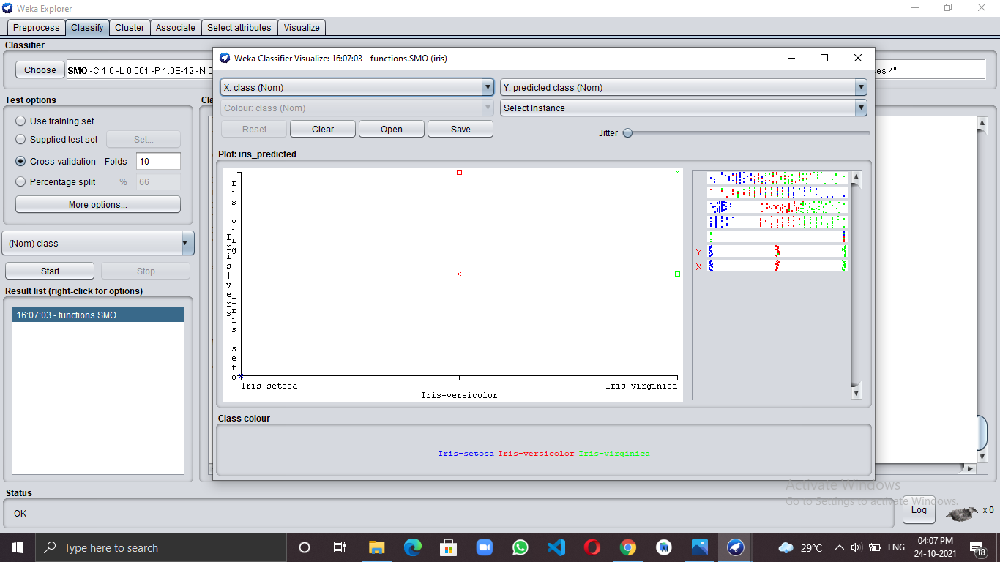 Weka Explorer
Preprocess Classify Cluster Associate Select attributes Visualize
Classifier
Choose SMO -C 1.0 -L 0.001 -P 1.0E-12 -N 0
es 4"
Weka Classifier Visualize: 16:07:03 - functions.SMO (iris)
X: class (Nom) Y: predicted class (Nom)
Colour: class (Nom) Select Instance
Reset Clear Open Save Jitter
Plot: iris_predicted
Test options Cla
Use training set
Supplied test set Set...
Cross-validation Folds 10
Percentage split % 66
More options...
(Nom) class
Start Stop
Result list (right-click for options)
16:07:03 - functions.SMO
Iris-virg
Iris-vers
Iris-seto
Y
X
Iris-setosa Iris-versicolor Iris-virginica
Class colour
Iris-setosa Iris-versicolor Iris-virginica
Status
OK
Log x 0
Activate Windows
Go to Settings to activate Windows.
Type here to search
29°C ENG 04:07 PM
24-10-2021
18